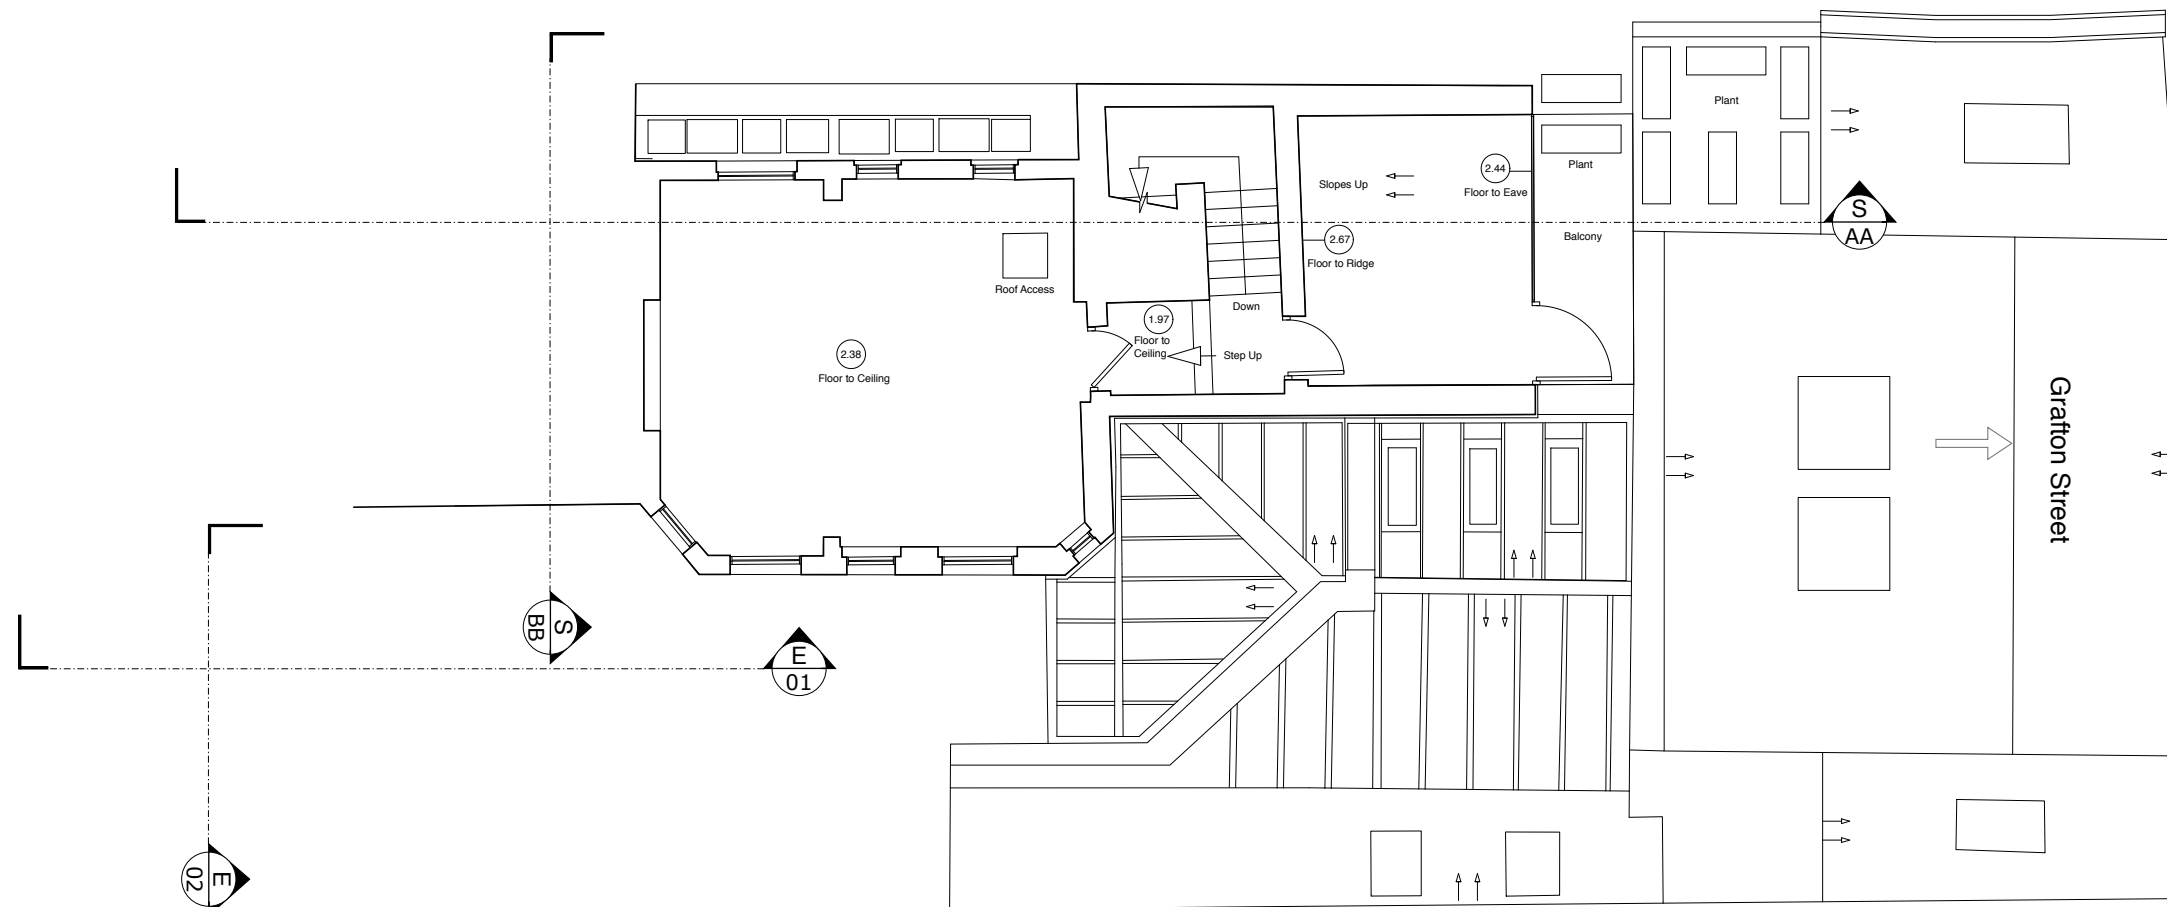 Plant
Plant
2.44
Floor to Eave
Slopes Up
S
AA
Balcony
2.67
Floor to Ridge
Roof Access
Down
1.97
Floor to
Ceiling
Step Up
2.38
Floor to Ceiling
Grafton Street
S
BB
E
01
E
02